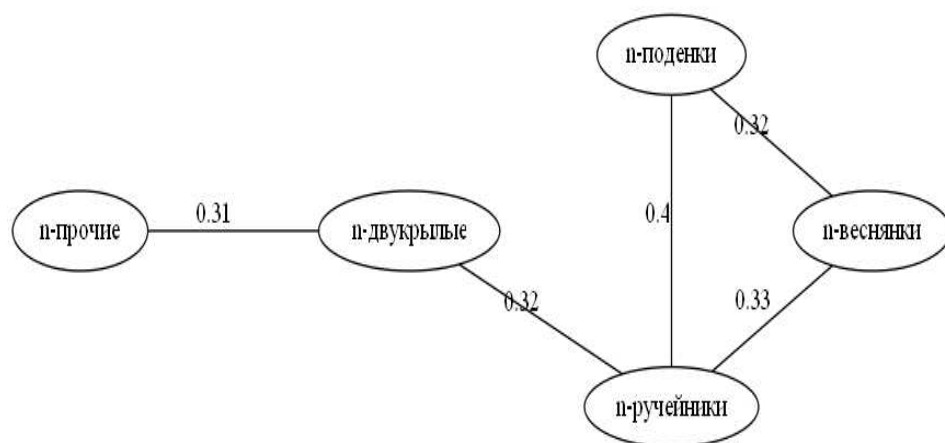 n-поденки
0.32
n-прочие
0.31
n-двукрылые
0.4
n-веснянки
0.32
0.33
n-ручейники